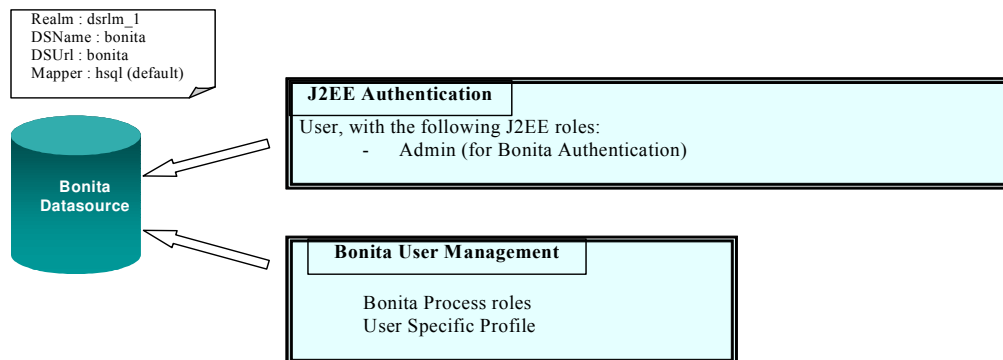 Realm : dsrlm_1
DSName : bonita
DSUrl : bonita
Mapper : hsql (default)
J2EE Authentication
User, with the following J2EE roles:
- Admin (for Bonita Authentication)
Bonita
Datasource
Bonita User Management
Bonita Process roles
User Specific Profile